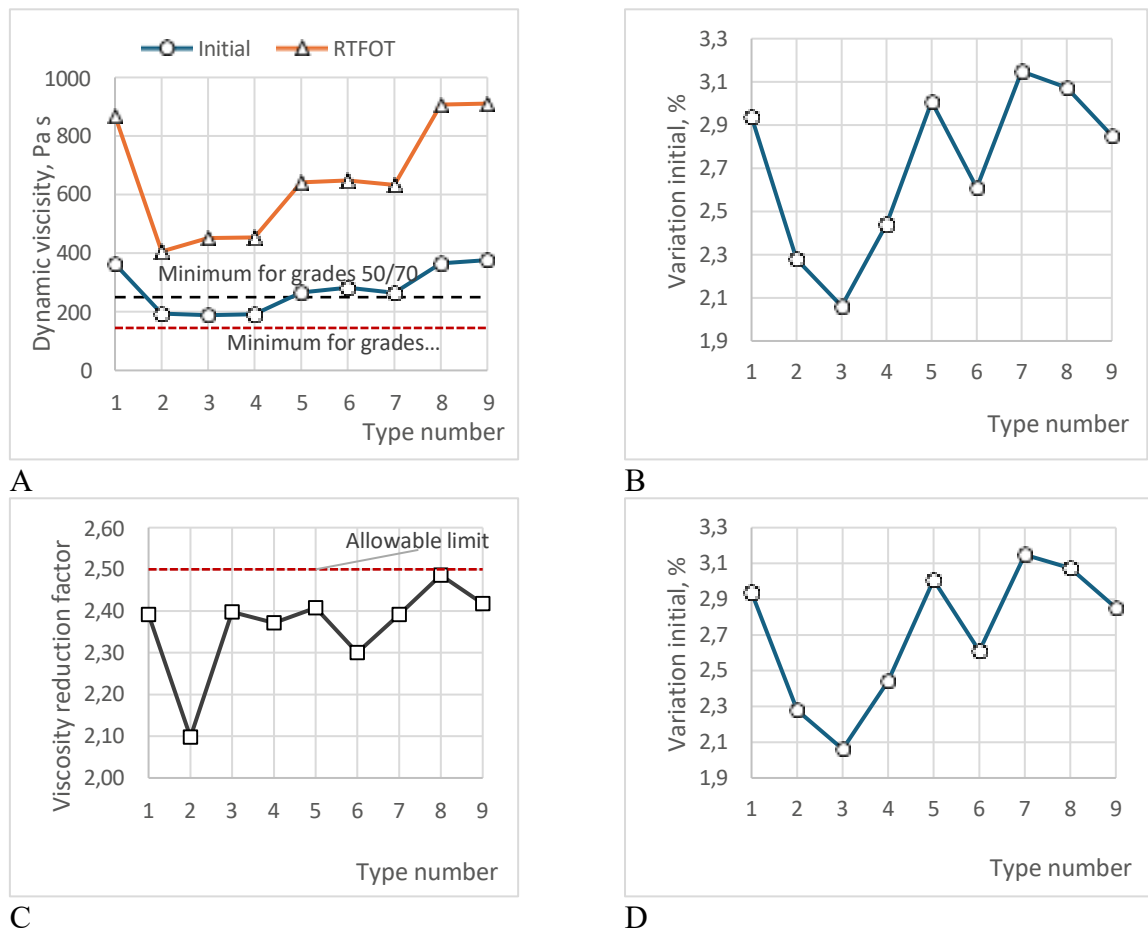 Initial RTFOT
Dynamic viscisity, Pa s
1000
800
600
400
200
0
Minimum for grades 50/70
Minimum for grades...
1 2 3 4 5 6 7 8 9
Type number
A
Variation initial, %
3,3
3,1
2,9
2,7
2,5
2,3
2,1
1,9
1 2 3 4 5 6 7 8 9
Type number
B
Viscosity reduction factor
2,60
2,50
2,40
2,30
2,20
2,10
2,00
Allowable limit
1 2 3 4 5 6 7 8 9
Type number
C
Variation initial, %
3,3
3,1
2,9
2,7
2,5
2,3
2,1
1,9
1 2 3 4 5 6 7 8 9
Type number
D